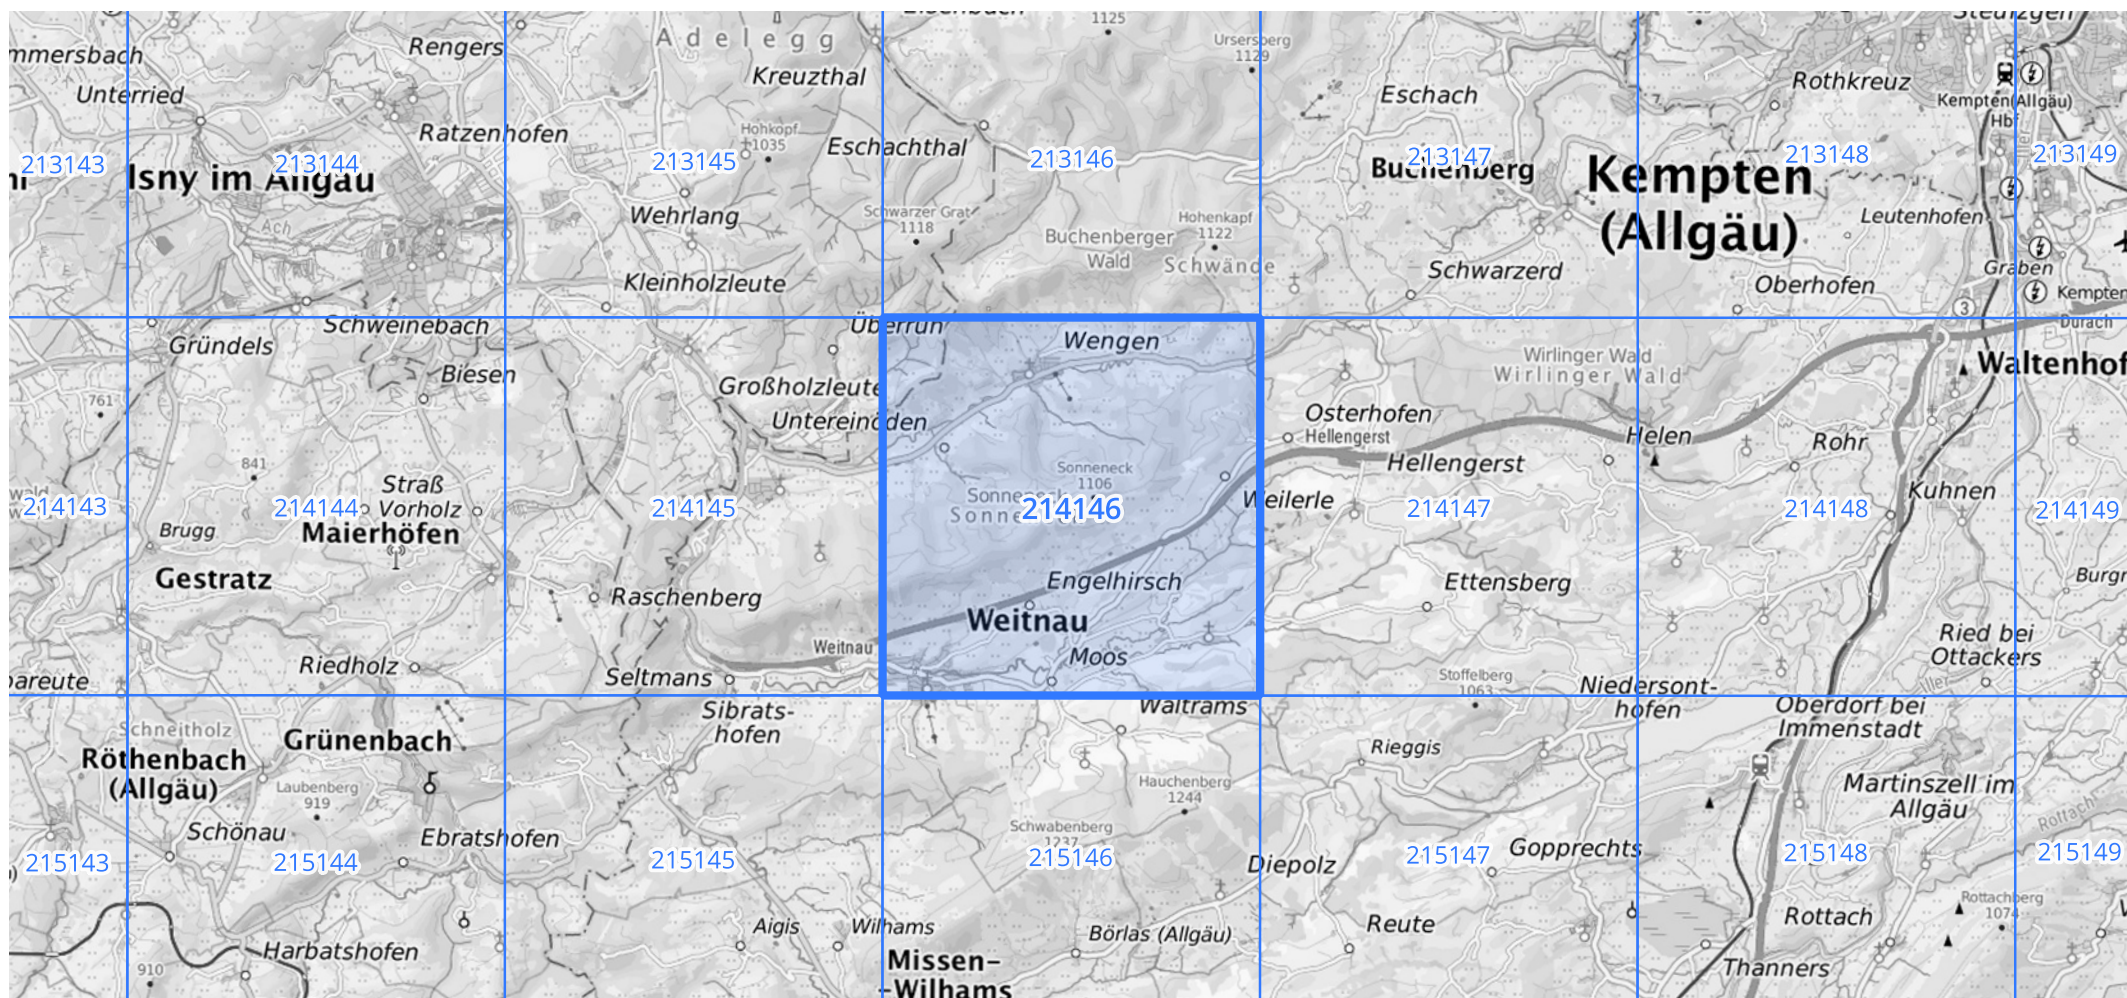 Adelegg
1125
Ursersberg
1129
Rengers
Kreuzthal
Unterried
Eschach
Rothkreuz
Kempten(Allgäu)
Hbf
Ratzenhofen
Hohkopf
1035
Eschachthal
213143
213144
213145
213146
213147
213148
213149
Isny im Allgäu
Buchenberg
Kempten
(Allgäu)
Wehrlang
Schwarzer Grat
1118
Hohenkapf
1122
Leutenhofen
Ach
Buchenberger
Wald
Schwände
Kleinholzleute
Schwarzerd
Oberhofen
Graben
Kempten
3
Durach
Schweinebach
Gründels
Überruh
Wengen
Wirlinger Wald
Wirlinger Wald
Waltenhof
Biesen
Großholzleute
761
Untereinöden
Osterhofen
Hellengerst
Helen
Rohr
841
Hellengerst
Sonneneck
1106
Straß
Vorholz
Weilerle
Kuhnen
214143
214144
214145
214146
214147
214148
214149
Brugg
Maierhöfen
Gestratz
Raschenberg
Engelhirsch
Ettensberg
Weitnau
Ried bei
Ottackers
Weitnau
Moos
Riedholz
Seltmans
Stoffelberg
1063
Niedersont-
hofen
Iller
Sibrats-
hofen
Waltrams
Oberdorf bei
Immenstadt
Schneitholz
Grünenbach
Röthenbach
(Allgäu)
Rieggis
Laubenberg
919
Hauchenberg
1244
Martinszell im
Allgäu
Schönau
Ebratshofen
Schwabenberg
1237
Rottach
Gopprechts
Diepolz
215143
215144
215145
215146
215147
215148
215149
Rottachberg
1074
Aigis
Wilhams
Börlas (Allgäu)
Reute
Rottach
Harbatshofen
910
Missen-
-Wilhams
Thanners